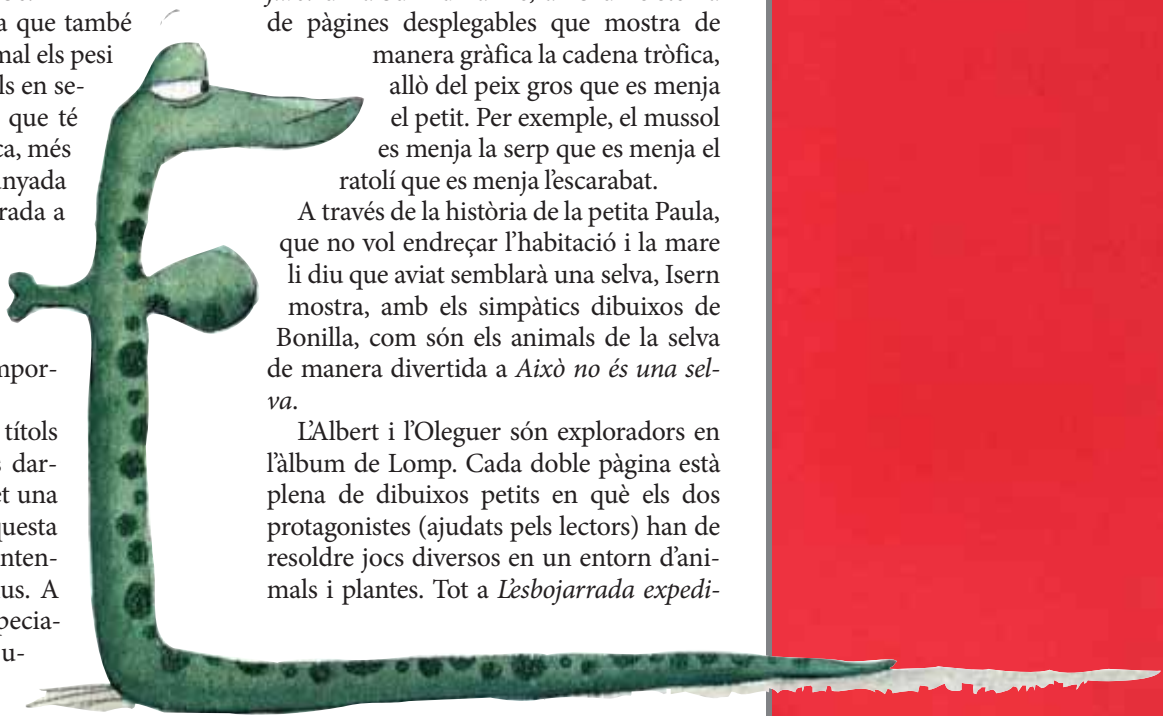 a que també
mal els pesi
ls en se-
que té
ca, més
nyada
rada a
mpor-
títols
s dar-
et una
questa
nten-
us. A
pecia-
u-
de pàgines desplegables que mostra de
manera gràfica la cadena tròfica,
allò del peix gros que es menja
el petit. Per exemple, el mussol
es menja la serp que es menja el
ratolí que es menja l'escarabat.
A través de la història de la petita Paula,
que no vol endreçar l'habitació i la mare
li diu que aviat semblarà una selva, Isern
mostra, amb els simpàtics dibuixos de
Bonilla, com són els animals de la selva
de manera divertida a Això no és una sel-
va.
L'Albert i l'Oleguer són exploradors en
l'àlbum de Lomp. Cada doble pàgina està
plena de dibuixos petits en què els dos
protagonistes (ajudats pels lectors) han de
resoldre jocs diversos en un entorn d'ani-
mals i plantes. Tot a L'esbojarrada expedi-